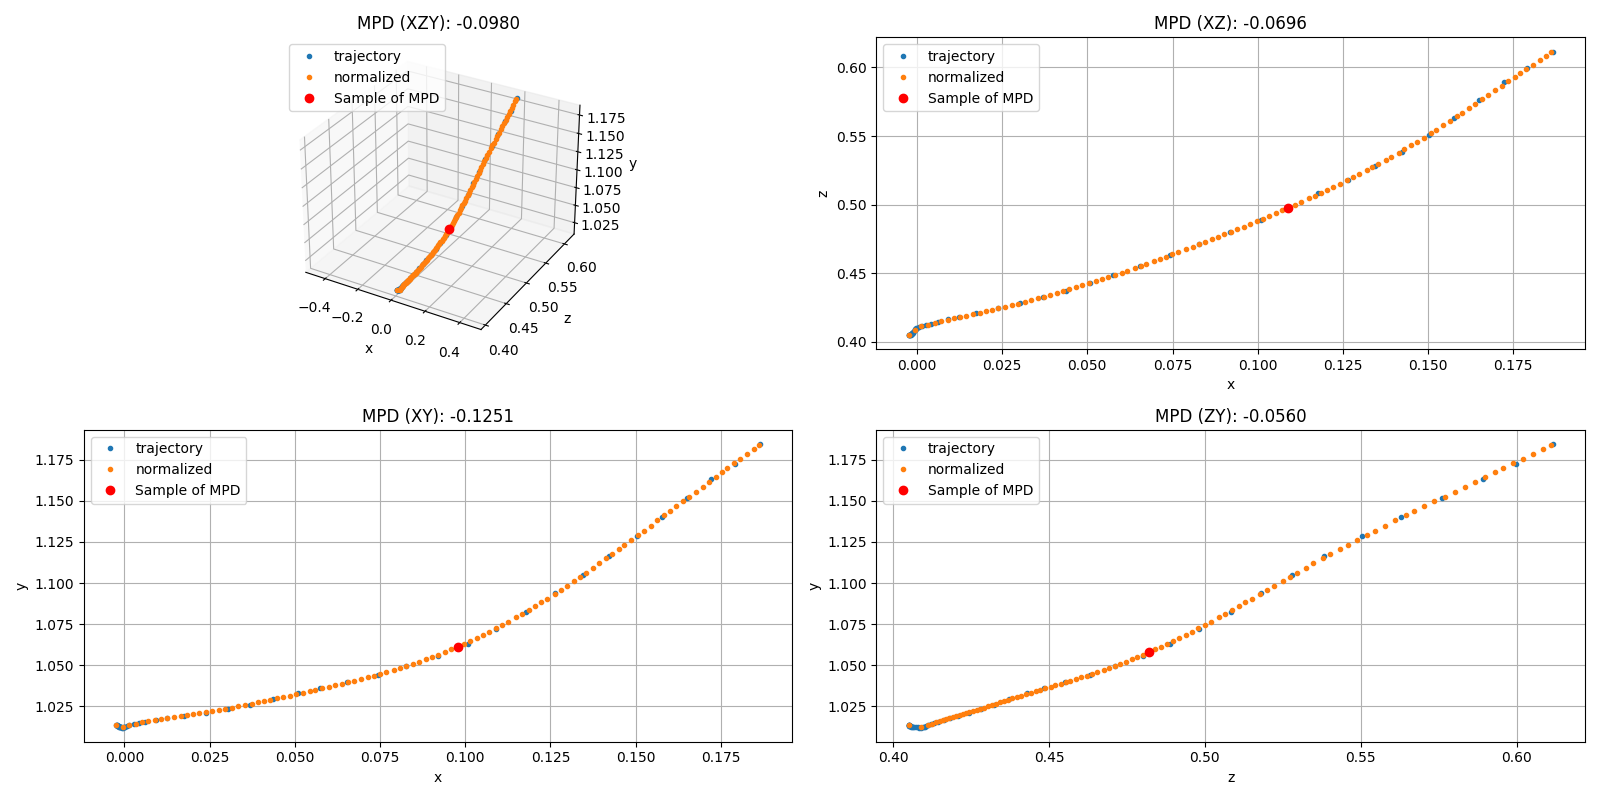 MPD (XZY): -0.0980
trajectory
normalized
Sample of MPD
1.175
1.150
1.125
1.100
1.075
1.050
1.025
y
0.60
0.55
0.50
0.45
0.40
z
−0.4
−0.2
0.0
0.2
0.4
x
MPD (XZ): -0.0696
trajectory
normalized
Sample of MPD
0.60
0.55
0.50
0.45
0.40
z
0.000 0.025 0.050 0.075 0.100 0.125 0.150 0.175
x
MPD (XY): -0.1251
trajectory
normalized
Sample of MPD
1.175
1.150
1.125
1.100
1.075
1.050
1.025
y
0.000 0.025 0.050 0.075 0.100 0.125 0.150 0.175
x
MPD (ZY): -0.0560
trajectory
normalized
Sample of MPD
1.175
1.150
1.125
1.100
1.075
1.050
1.025
y
0.40 0.45 0.50 0.55 0.60
z